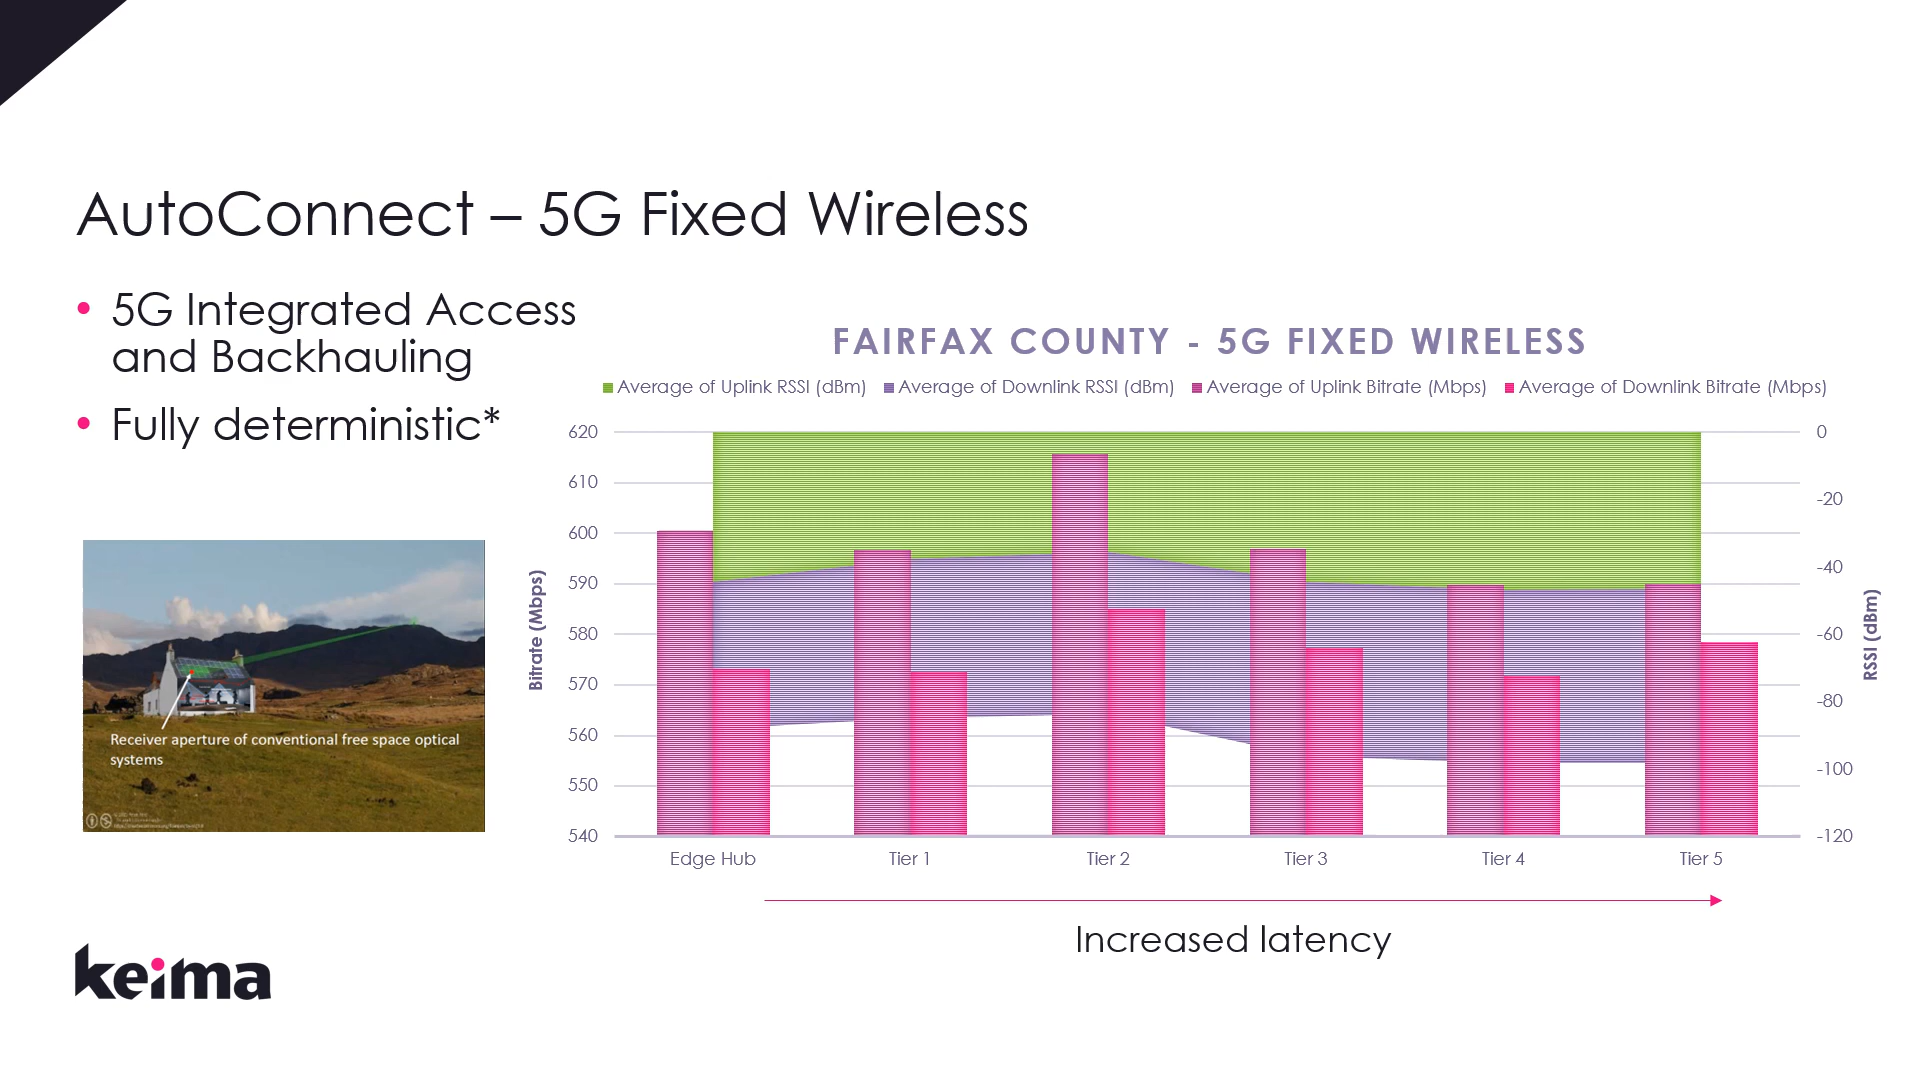 AutoConnect – 5G Fixed Wireless
• 5G Integrated Access
and Backhauling
• Fully deterministic*
Receiver aperture of conventional free space optical
systems
FAIRFAX COUNTY - 5G FIXED WIRELESS
Average of Uplink RSSI (dBm) Average of Downlink RSSI (dBm) Average of Uplink Bitrate (Mbps) Average of Downlink Bitrate (Mbps)
Bitrate (Mbps)
620
610
600
590
580
570
560
550
540
0
-20
-40
-60
-80
-100
-120
RSSI (dBm)
Edge Hub Tier 1 Tier 2 Tier 3 Tier 4 Tier 5
Increased latency
keima